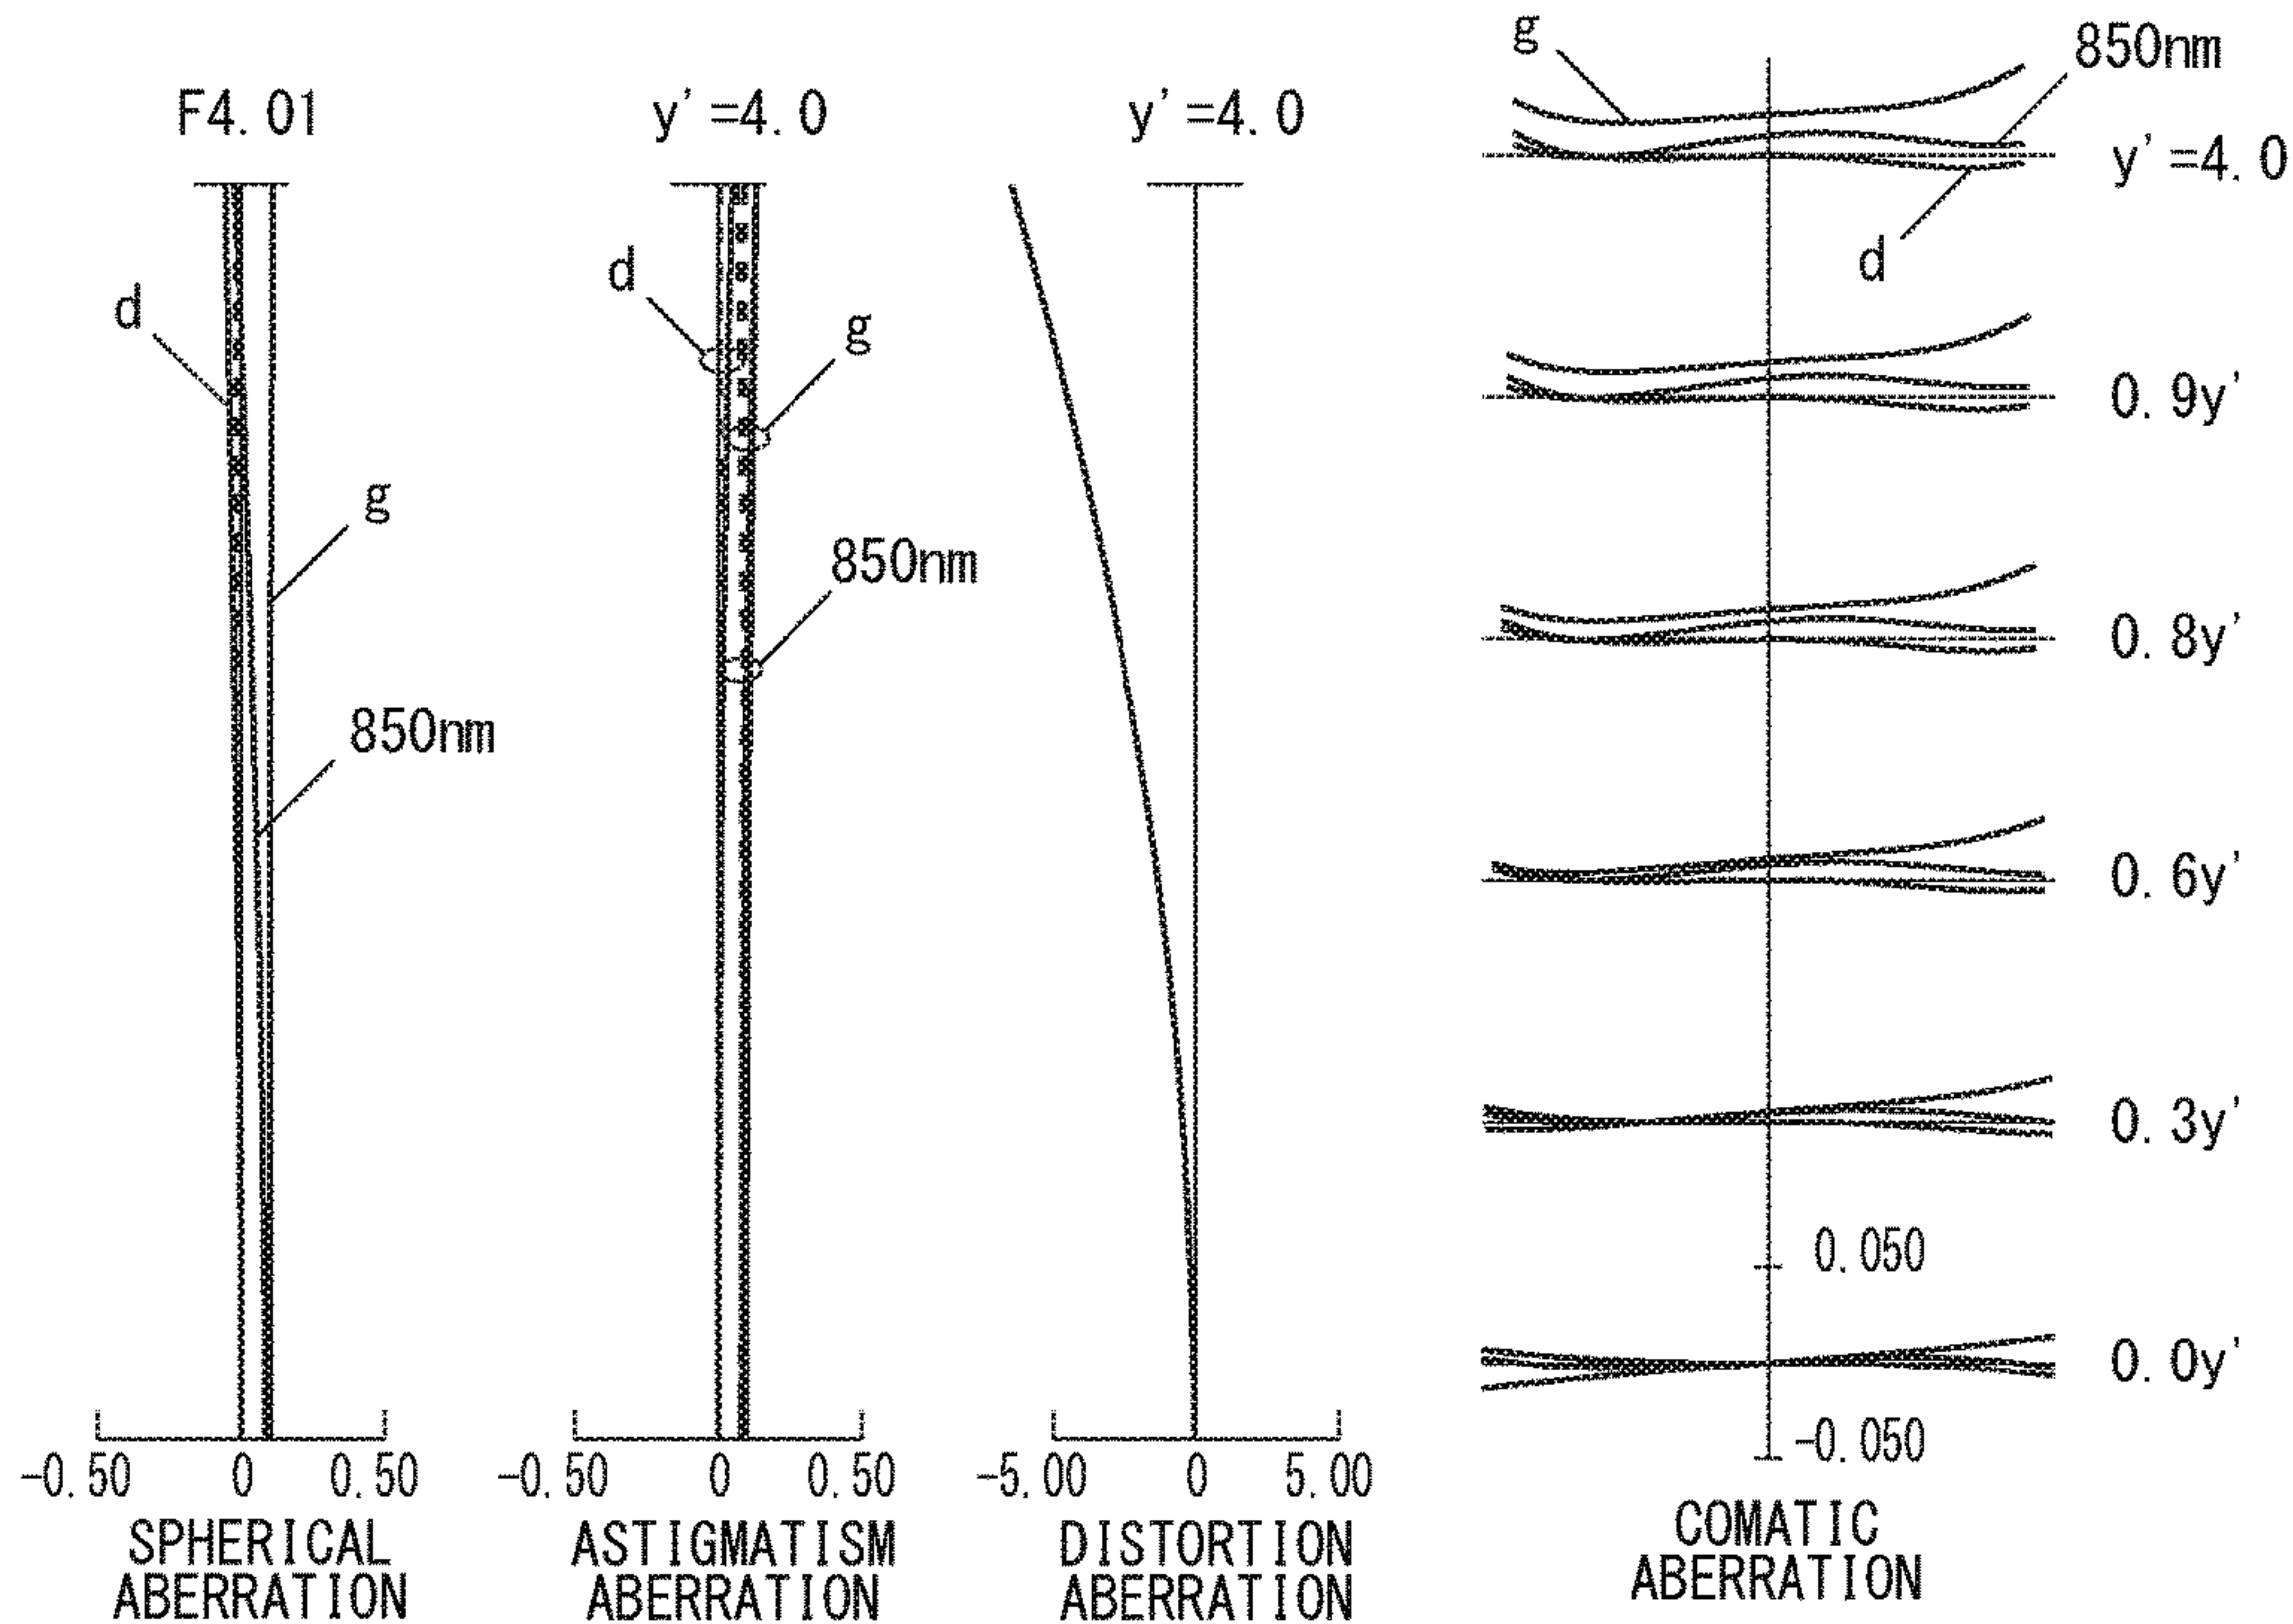 F4.01
d
g
850nm
-0.50 0 0.50
SPHERICAL
ABERRATION
y'=4.0
d
g
850nm
-0.50 0 0.50
ASTIGMATISM
ABERRATION
y'=4.0
-5.00 0 5.00
DISTORTION
ABERRATION
g
850nm
y'=4.0
d
0.9y'
0.8y'
0.6y'
0.3y'
0.050
0.0y'
-0.050
COMATIC
ABERRATION